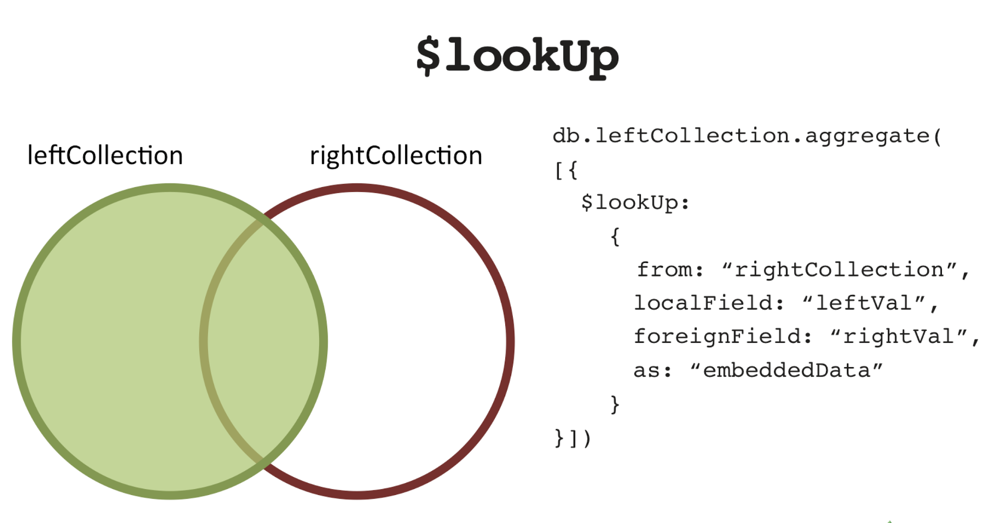 $lookUp
leftCollection
rightCollection
db.leftCollection.aggregate(
[{
$lookUp:
{
from: “rightCollection”,
localField: “leftVal”,
foreignField: “rightVal”,
as: “embeddedData”
}
}])